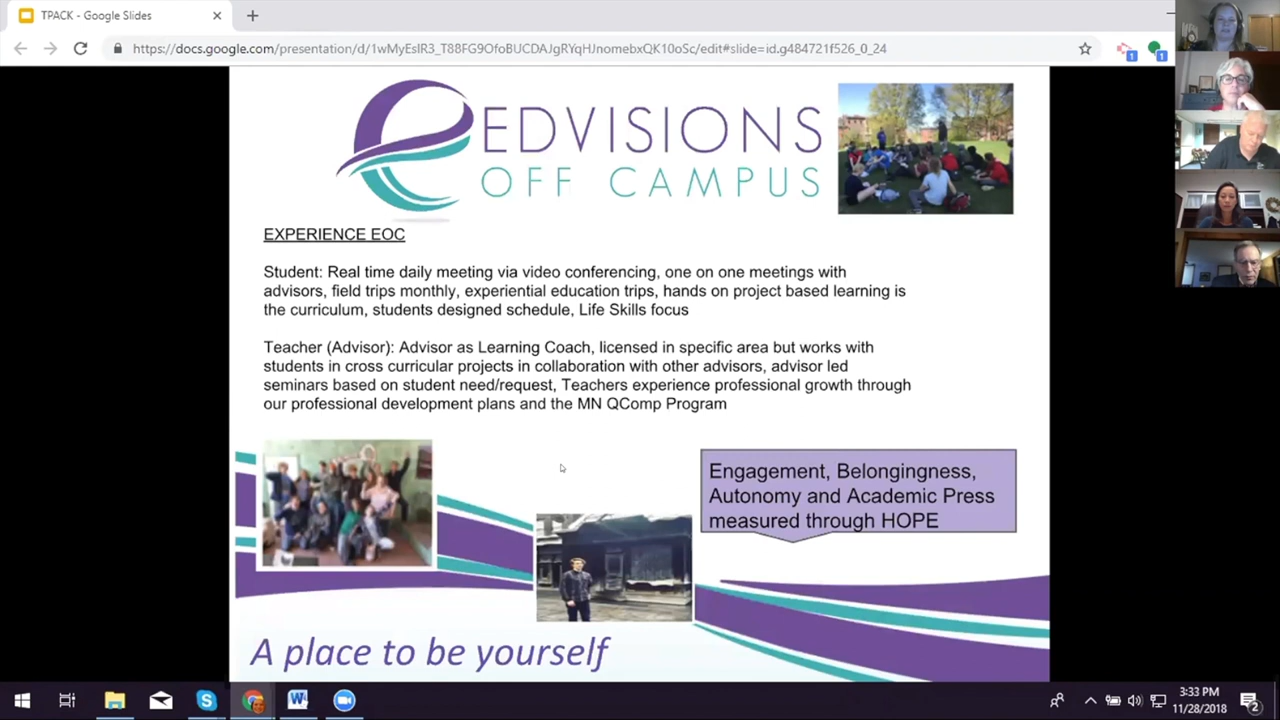 TPACK - Google Slides
https://docs.google.com/presentation/d/1wMyEslR3_T88FG9OfoBUCDAJgRYqHJnomebxQK10oSc/edit#slide=id.g484721f526_0_24
1
1
EDVISIONS
OFF CAMPUS
EXPERIENCE EOC
Student: Real time daily meeting via video conferencing, one on one meetings with
advisors, field trips monthly, experiential education trips, hands on project based learning is
the curriculum, students designed schedule, Life Skills focus
Teacher (Advisor): Advisor as Learning Coach, licensed in specific area but works with
students in cross curricular projects in collaboration with other advisors, advisor led
seminars based on student need/request, Teachers experience professional growth through
our professional development plans and the MN QComp Program
Engagement, Belongingness,
Autonomy and Academic Press
measured through HOPE
A place to be yourself
3:33 PM
11/28/2018
2